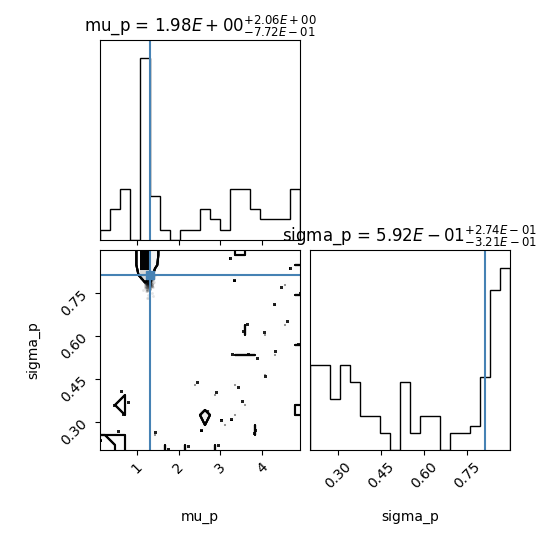 mu_p = 1.98E+00 +2.06E+00 −7.72E−01
sigma_p = 5.92E−01 +2.74E−01 −3.21E−01
sigma_p
0.75
0.60
0.45
0.30
1 2 3 4
0.30 0.45 0.60 0.75
mu_p
sigma_p